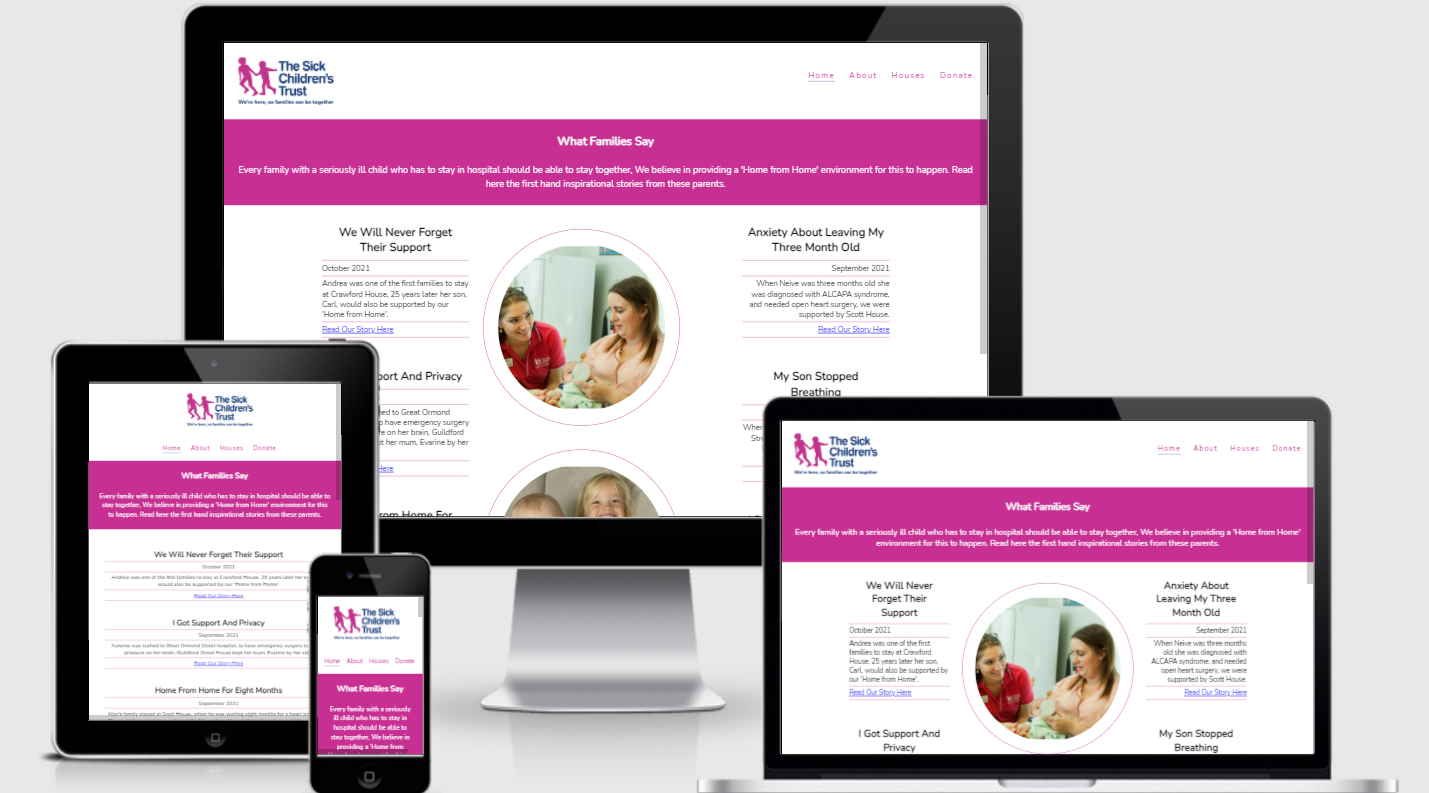 The Sick
Children's
Trust
We're here, so families can be together
Home About Houses Donate
What Families Say
Every family with a seriously ill child who has to stay in hospital should be able to stay together, We believe in providing a 'Home from Home' environment for this to happen. Read
here the first hand inspirational stories from these parents.
We Will Never Forget
Their Support
October 2021
Andrea was one of the first families to stay
at Crawford House, 25 years later her son,
Carl, would also be supported by our
'Home from Home'.
Read Our Story Here
Anxiety About Leaving My
Three Month Old
September 2021
When Neive was three months old she
was diagnosed with ALCAPA syndrome,
and needed open heart surgery, we were
supported by Scott House.
Read Our Story Here
port And Privacy
to Great Ormond
have emergency surgery
on her brain, Guildford
her mum, Evarine by her
Here
My Son Stopped
Breathing
From Home For
The Sick
Children's
Trust
We're here, so families can be together
Home About Houses Donate
What Families Say
Every family with a seriously ill child who has to stay in hospital should be able to
stay together, We believe in providing a 'Home from Home' environment for this
to happen. Read here the first hand inspirational stories from these parents.
We Will Never Forget Their Support
October 2021
Andrea was one of the first families to stay at Crawford House, 25 years later her
would also be supported by our 'Home from Home'.
Read Our Story Here
I Got Support And Privacy
September 2021
was rushed to Great Ormond Street hospital, to have emergency surgery to
pressure on her brain, Guildford Street House kept her mum, Evarine by her
Read Our Story Here
Home From Home For Eight Months
September 2021
family stayed at Scott House, when he was waiting eight months for a heart
The Sick
Children's
Trust
We're here, so families can be together
Home About Houses Donate
What Families Say
Every family with a seriously
ill child who has to stay in
hospital should be able to
stay together, We believe in
providing a 'Home from
The Sick
Children's
Trust
We're here, so families can be together
Home About Houses Donate
What Families Say
Every family with a seriously ill child who has to stay in hospital should be able to stay together, We believe in providing a 'Home from Home'
environment for this to happen. Read here the first hand inspirational stories from these parents.
We Will Never
Forget Their
Support
October 2021
Andrea was one of the first
families to stay at Crawford
House, 25 years later her son,
Carl, would also be supported by
our 'Home from Home'.
Read Our Story Here
Anxiety About
Leaving My Three
Month Old
September 2021
When Neive was three months
old she was diagnosed with
ALCAPA syndrome, and needed
open heart surgery, we were
supported by Scott House.
Read Our Story Here
I Got Support And
Privacy
My Son Stopped
Breathing